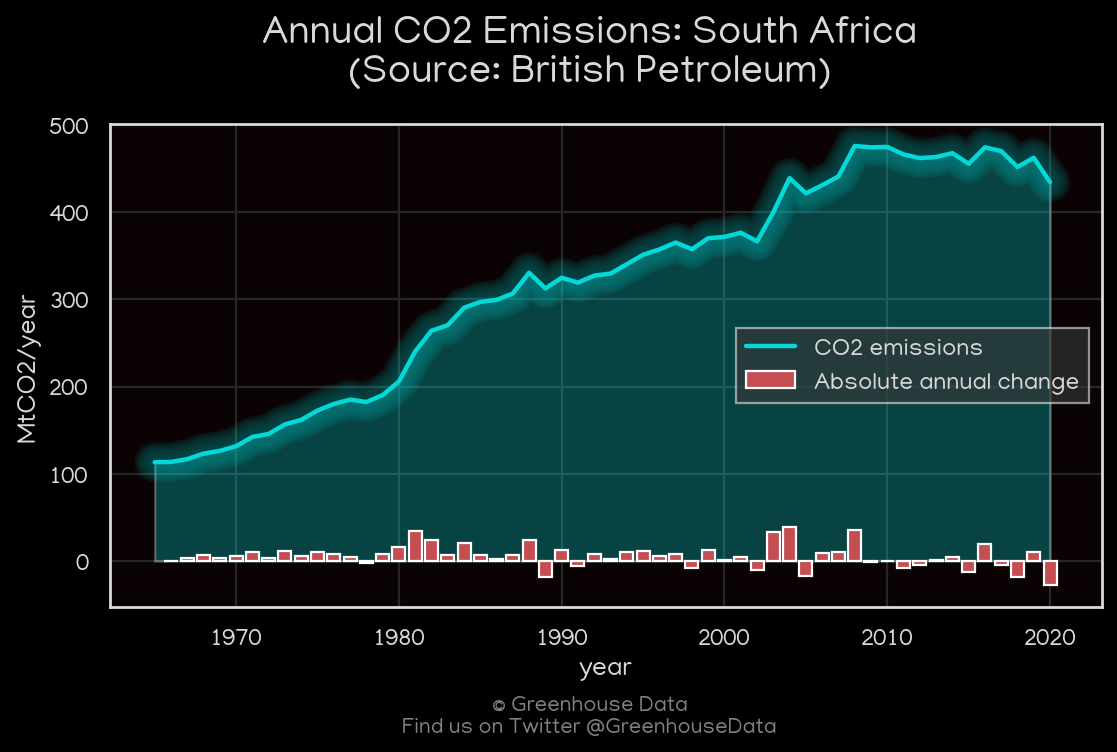 Annual CO2 Emissions: South Africa
(Source: British Petroleum)
500
400
300
200
100
0
MtCO2/year
CO2 emissions
Absolute annual change
1970 1980 1990 2000 2010 2020
year
© Greenhouse Data
Find us on Twitter @GreenhouseData